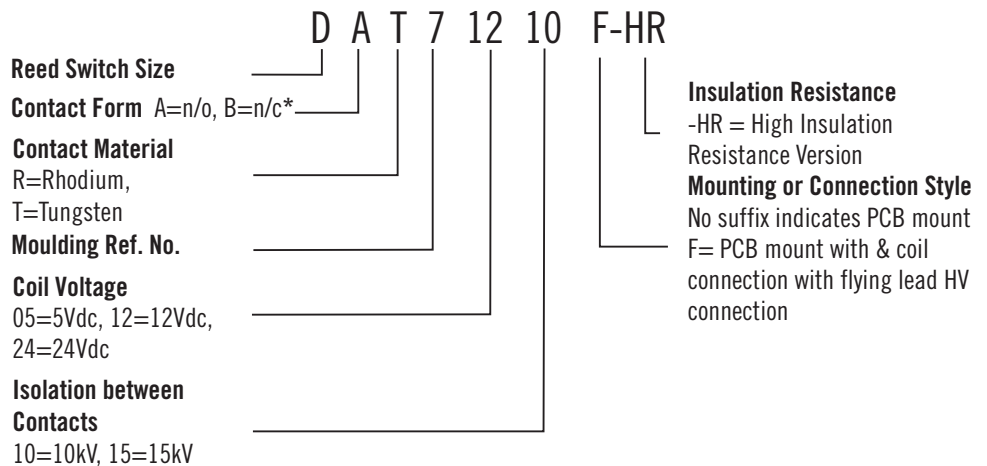 D A T 7 12 10 F-HR
Reed Switch Size
Contact Form A=n/o, B=n/c*
Contact Material
R=Rhodium,
T=Tungsten
Moulding Ref. No.
Coil Voltage
05=5Vdc, 12=12Vdc,
24=24Vdc
Isolation between
Contacts
10=10kV, 15=15kV
Insulation Resistance
-HR = High Insulation
Resistance Version
Mounting or Connection Style
No suffix indicates PCB mount
F= PCB mount with & coil
connection with flying lead HV
connection